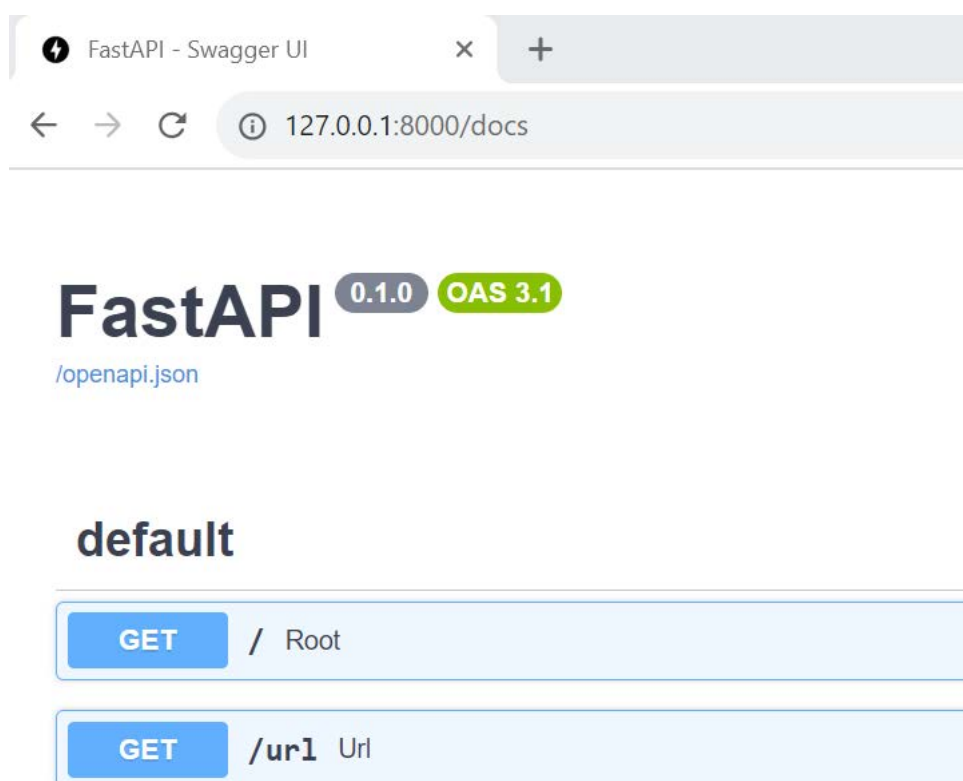 FastAPI - Swagger UI
127.0.0.1:8000/docs
FastAPI 0.1.0 OAS 3.1
/openapi.json
default
GET / Root
GET /url Url